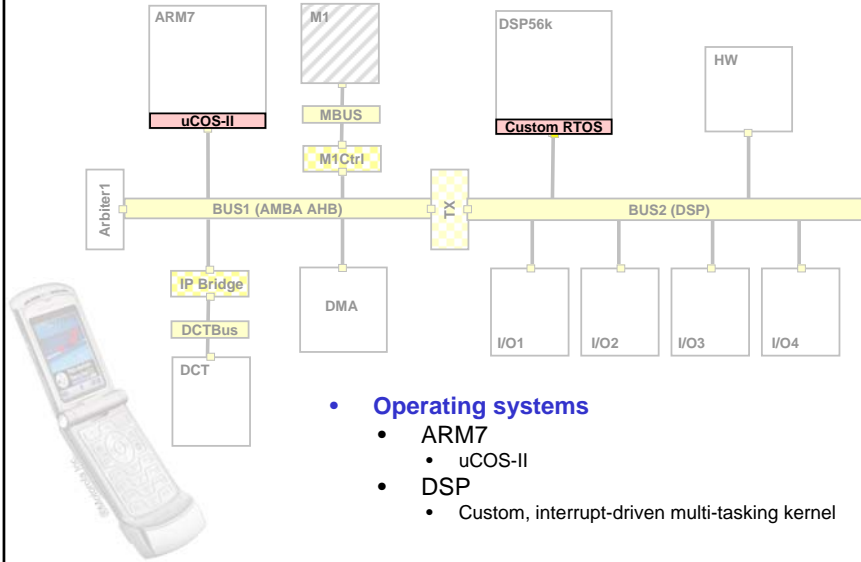 ARM7
M1
DSP56k
HW
uCOS-II
MBUS
Custom RTOS
M1Ctrl
Arbiter1
BUS1 (AMBA AHB)
TX
BUS2 (DSP)
IP Bridge
DMA
DCTBus
I/O1
I/O2
I/O3
I/O4
DCT
• Operating systems
• ARM7
• uCOS-II
• DSP
• Custom, interrupt-driven multi-tasking kernel